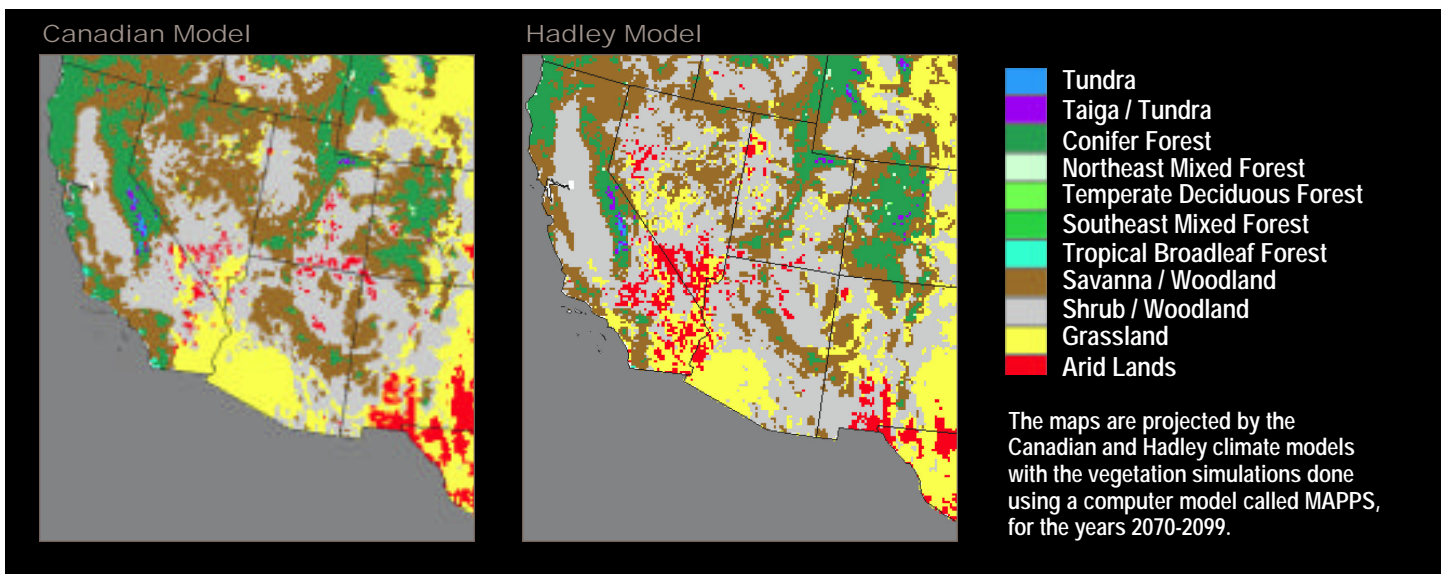 Canadian Model
Hadley Model
Tundra
Taiga / Tundra
Conifer Forest
Northeast Mixed Forest
Temperate Deciduous Forest
Southeast Mixed Forest
Tropical Broadleaf Forest
Savanna / Woodland
Shrub / Woodland
Grassland
Arid Lands
The maps are projected by the
Canadian and Hadley climate models
with the vegetation simulations done
using a computer model called MAPPS,
for the years 2070-2099.